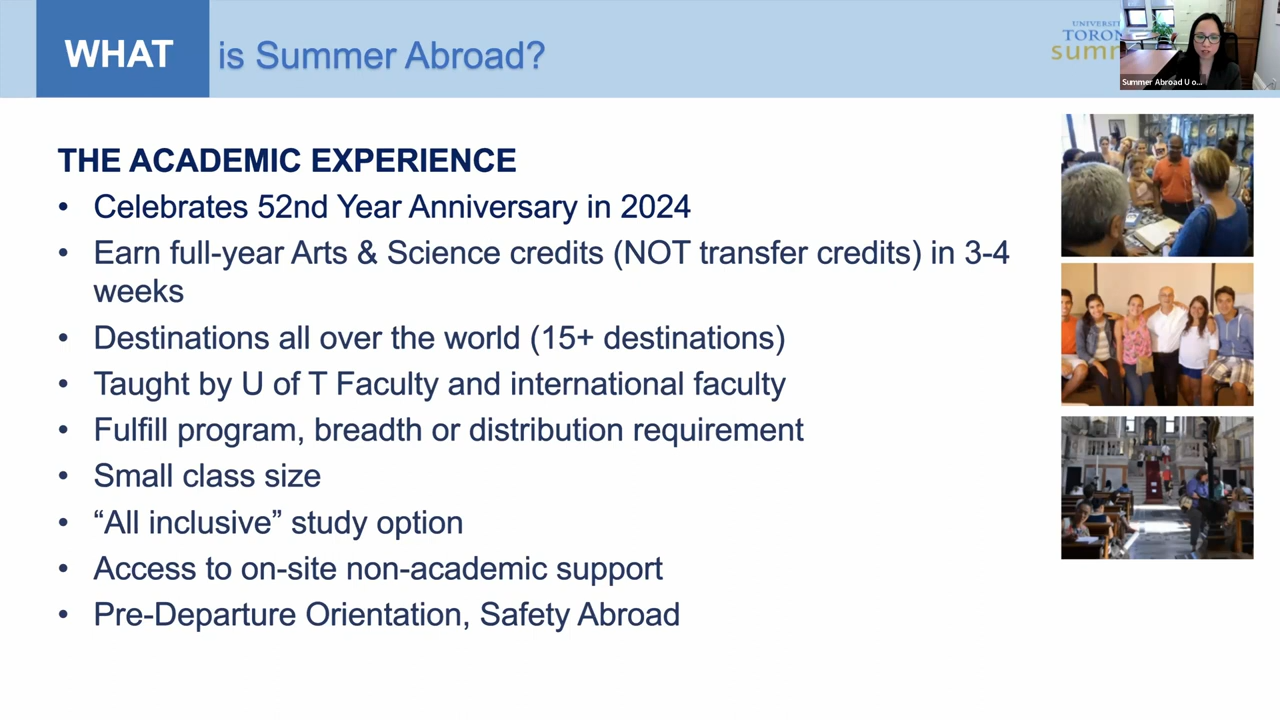 WHAT is Summer Abroad?
Summer Abroad U o...
THE ACADEMIC EXPERIENCE
• Celebrates 52nd Year Anniversary in 2024
• Earn full-year Arts & Science credits (NOT transfer credits) in 3-4
weeks
• Destinations all over the world (15+ destinations)
• Taught by U of T Faculty and international faculty
• Fulfill program, breadth or distribution requirement
• Small class size
• “All inclusive” study option
• Access to on-site non-academic support
• Pre-Departure Orientation, Safety Abroad